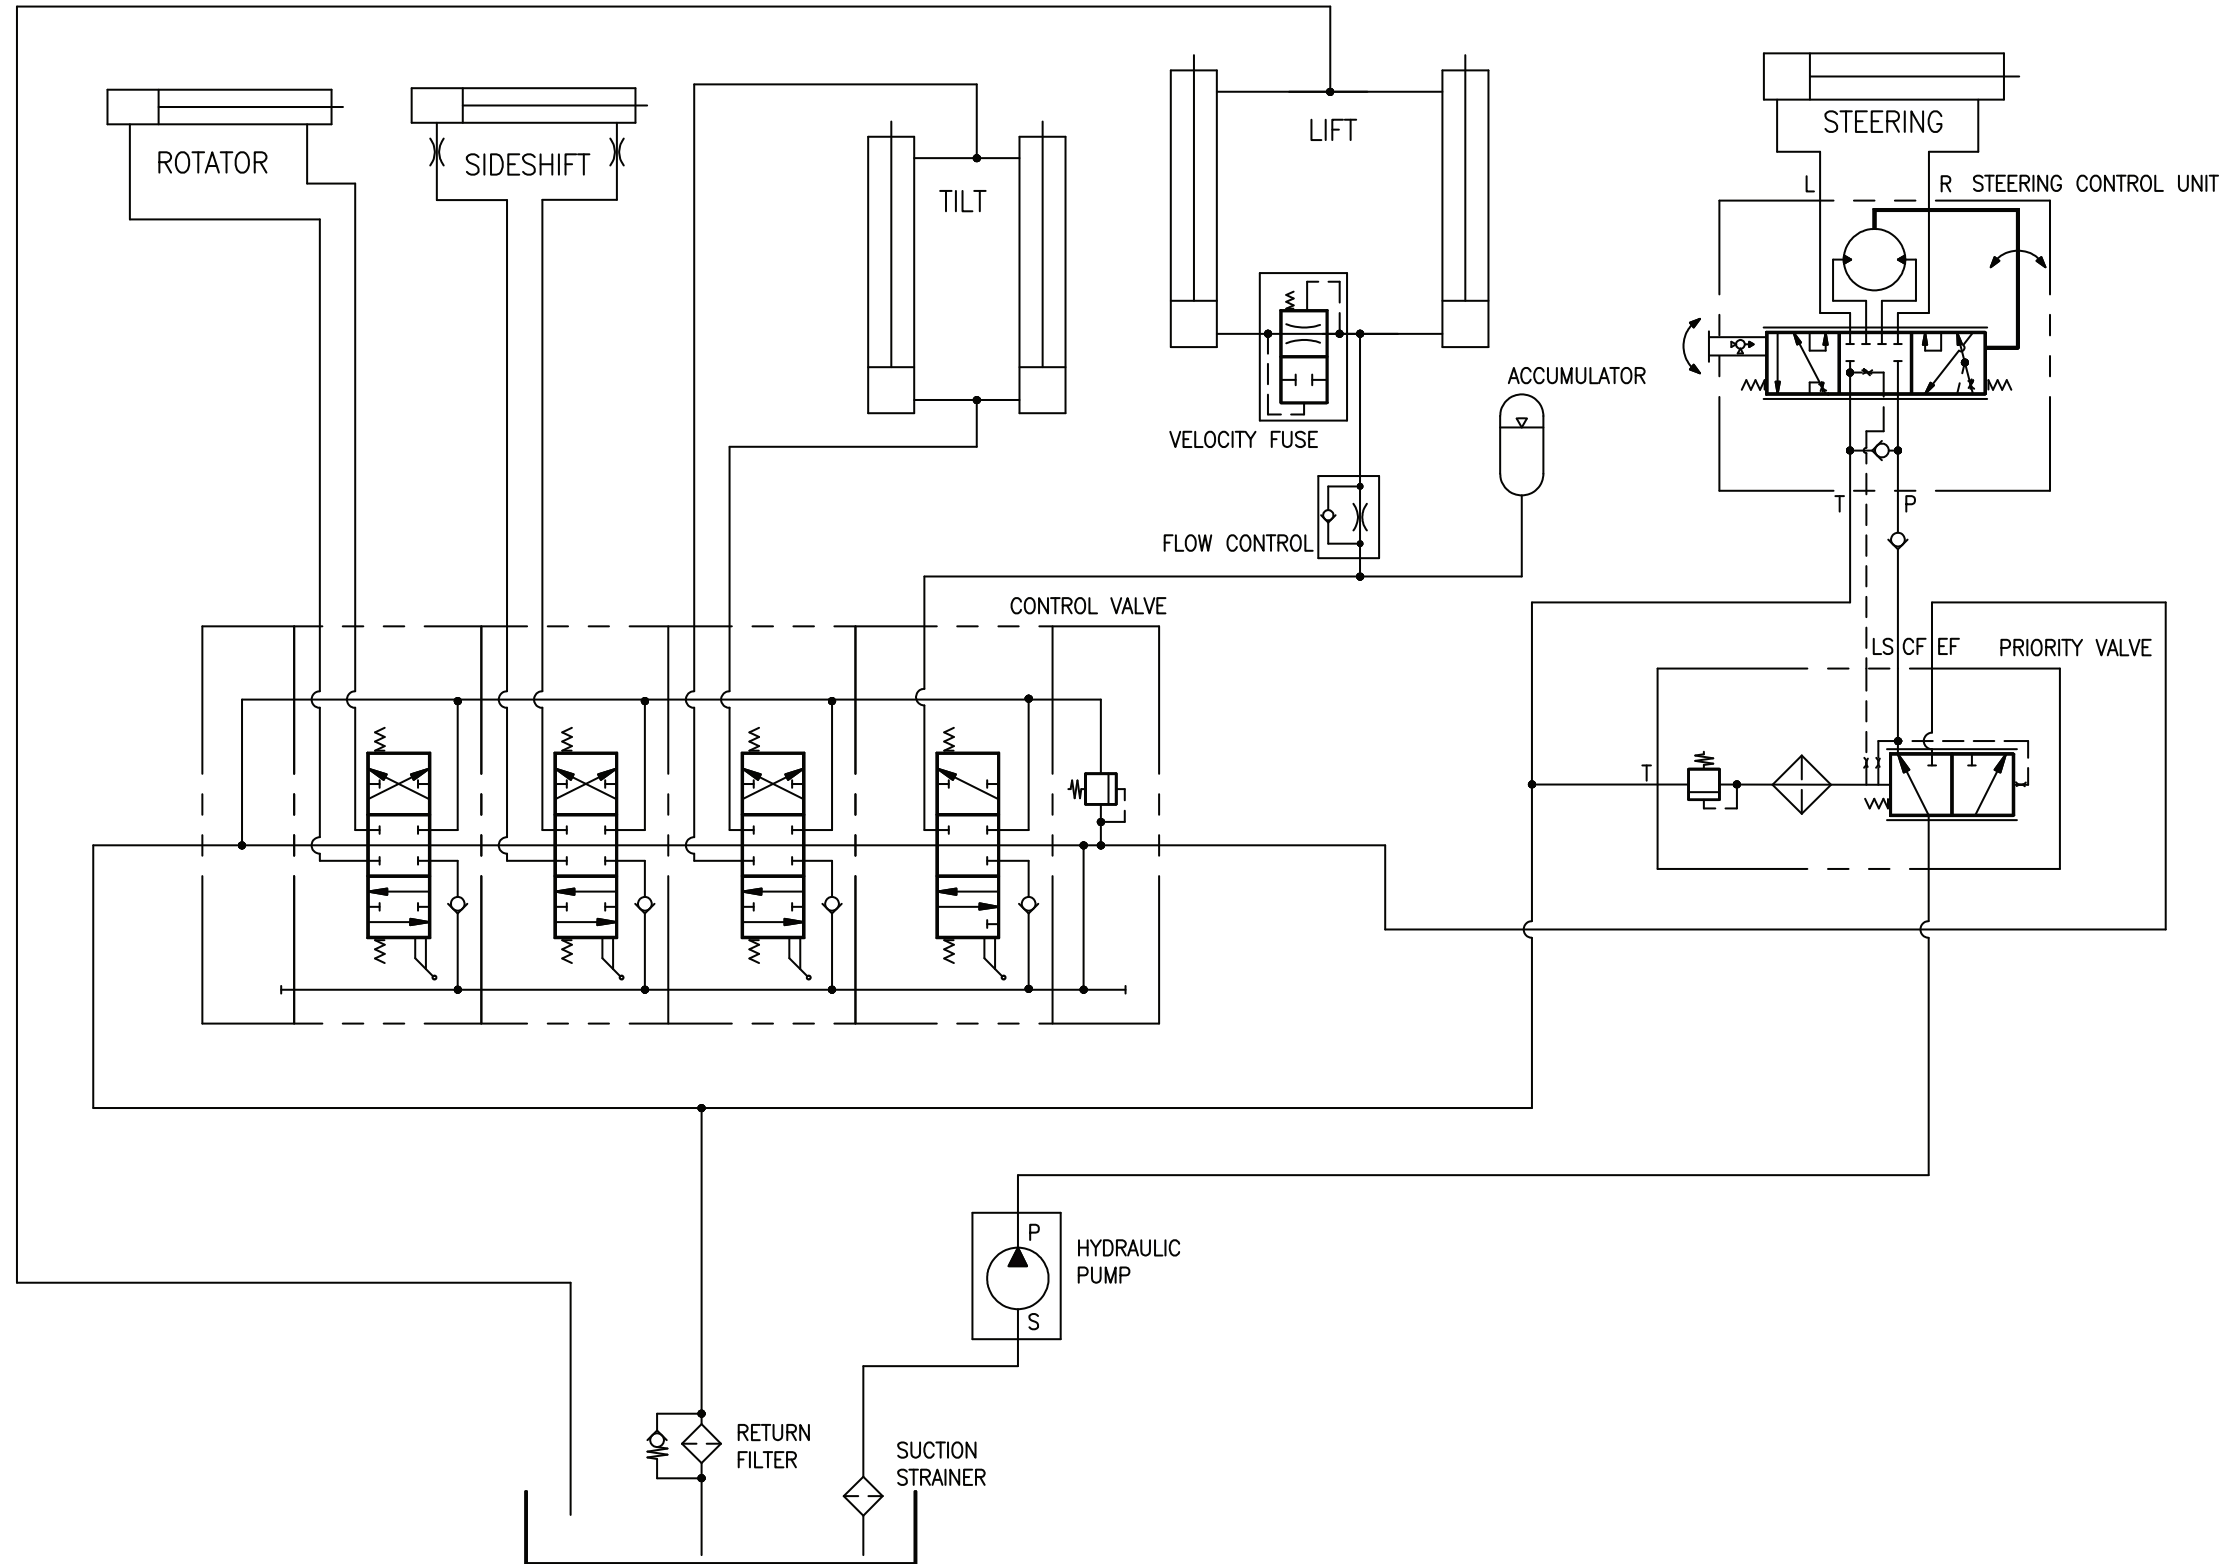 LIFT
STEERING
ROTATOR
SIDESHIFT
TILT
L
R STEERING CONTROL UNIT
ACCUMULATOR
VELOCITY FUSE
T P
FLOW CONTROL
CONTROL VALVE
LS CF EF PRIORITY VALVE
T
P
HYDRAULIC
PUMP
S
RETURN
FILTER
SUCTION
STRAINER